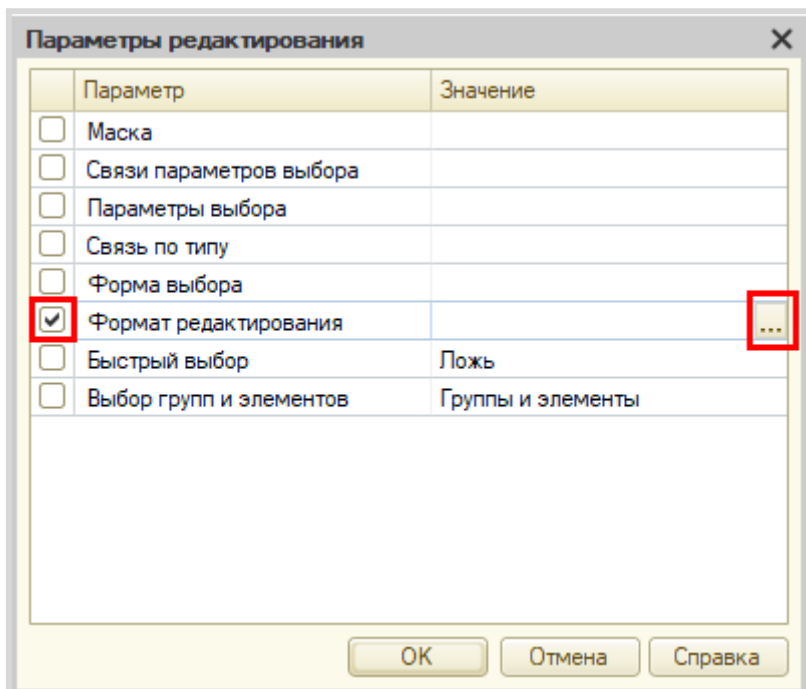 Параметры редактирования
Параметр Значение
Маска
Связи параметров выбора
Параметры выбора
Связь по типу
Форма выбора
Формат редактирования ...
Быстрый выбор Ложь
Выбор групп и элементов Группы и элементы
ОК Отмена Справка